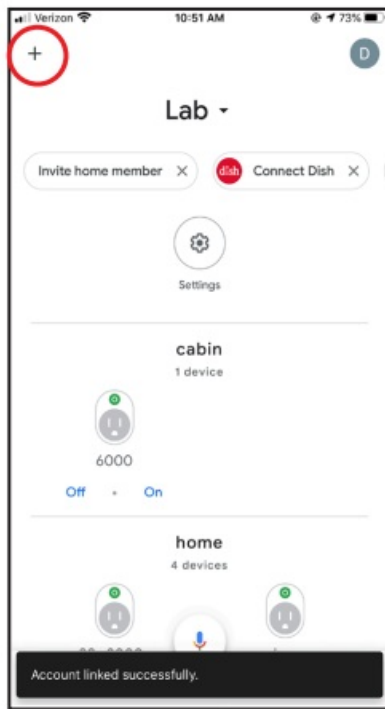 Verizon 10:51 AM 73%
D
Lab
Invite home member
dish Connect Dish
Settings
cabin
1 device
6000
Off • On
home
4 devices
Account linked successfully.